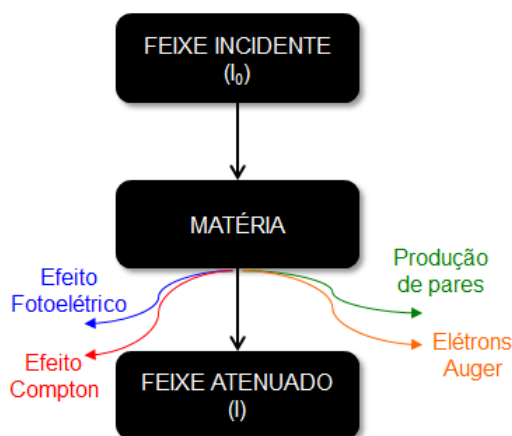 FEIXE INCIDENTE
(I₀)
MATÉRIA
Efeito
Fotoelétrico
Produção
de pares
Efeito
Compton
Elétrons
Auger
FEIXE ATENUADO
(I)